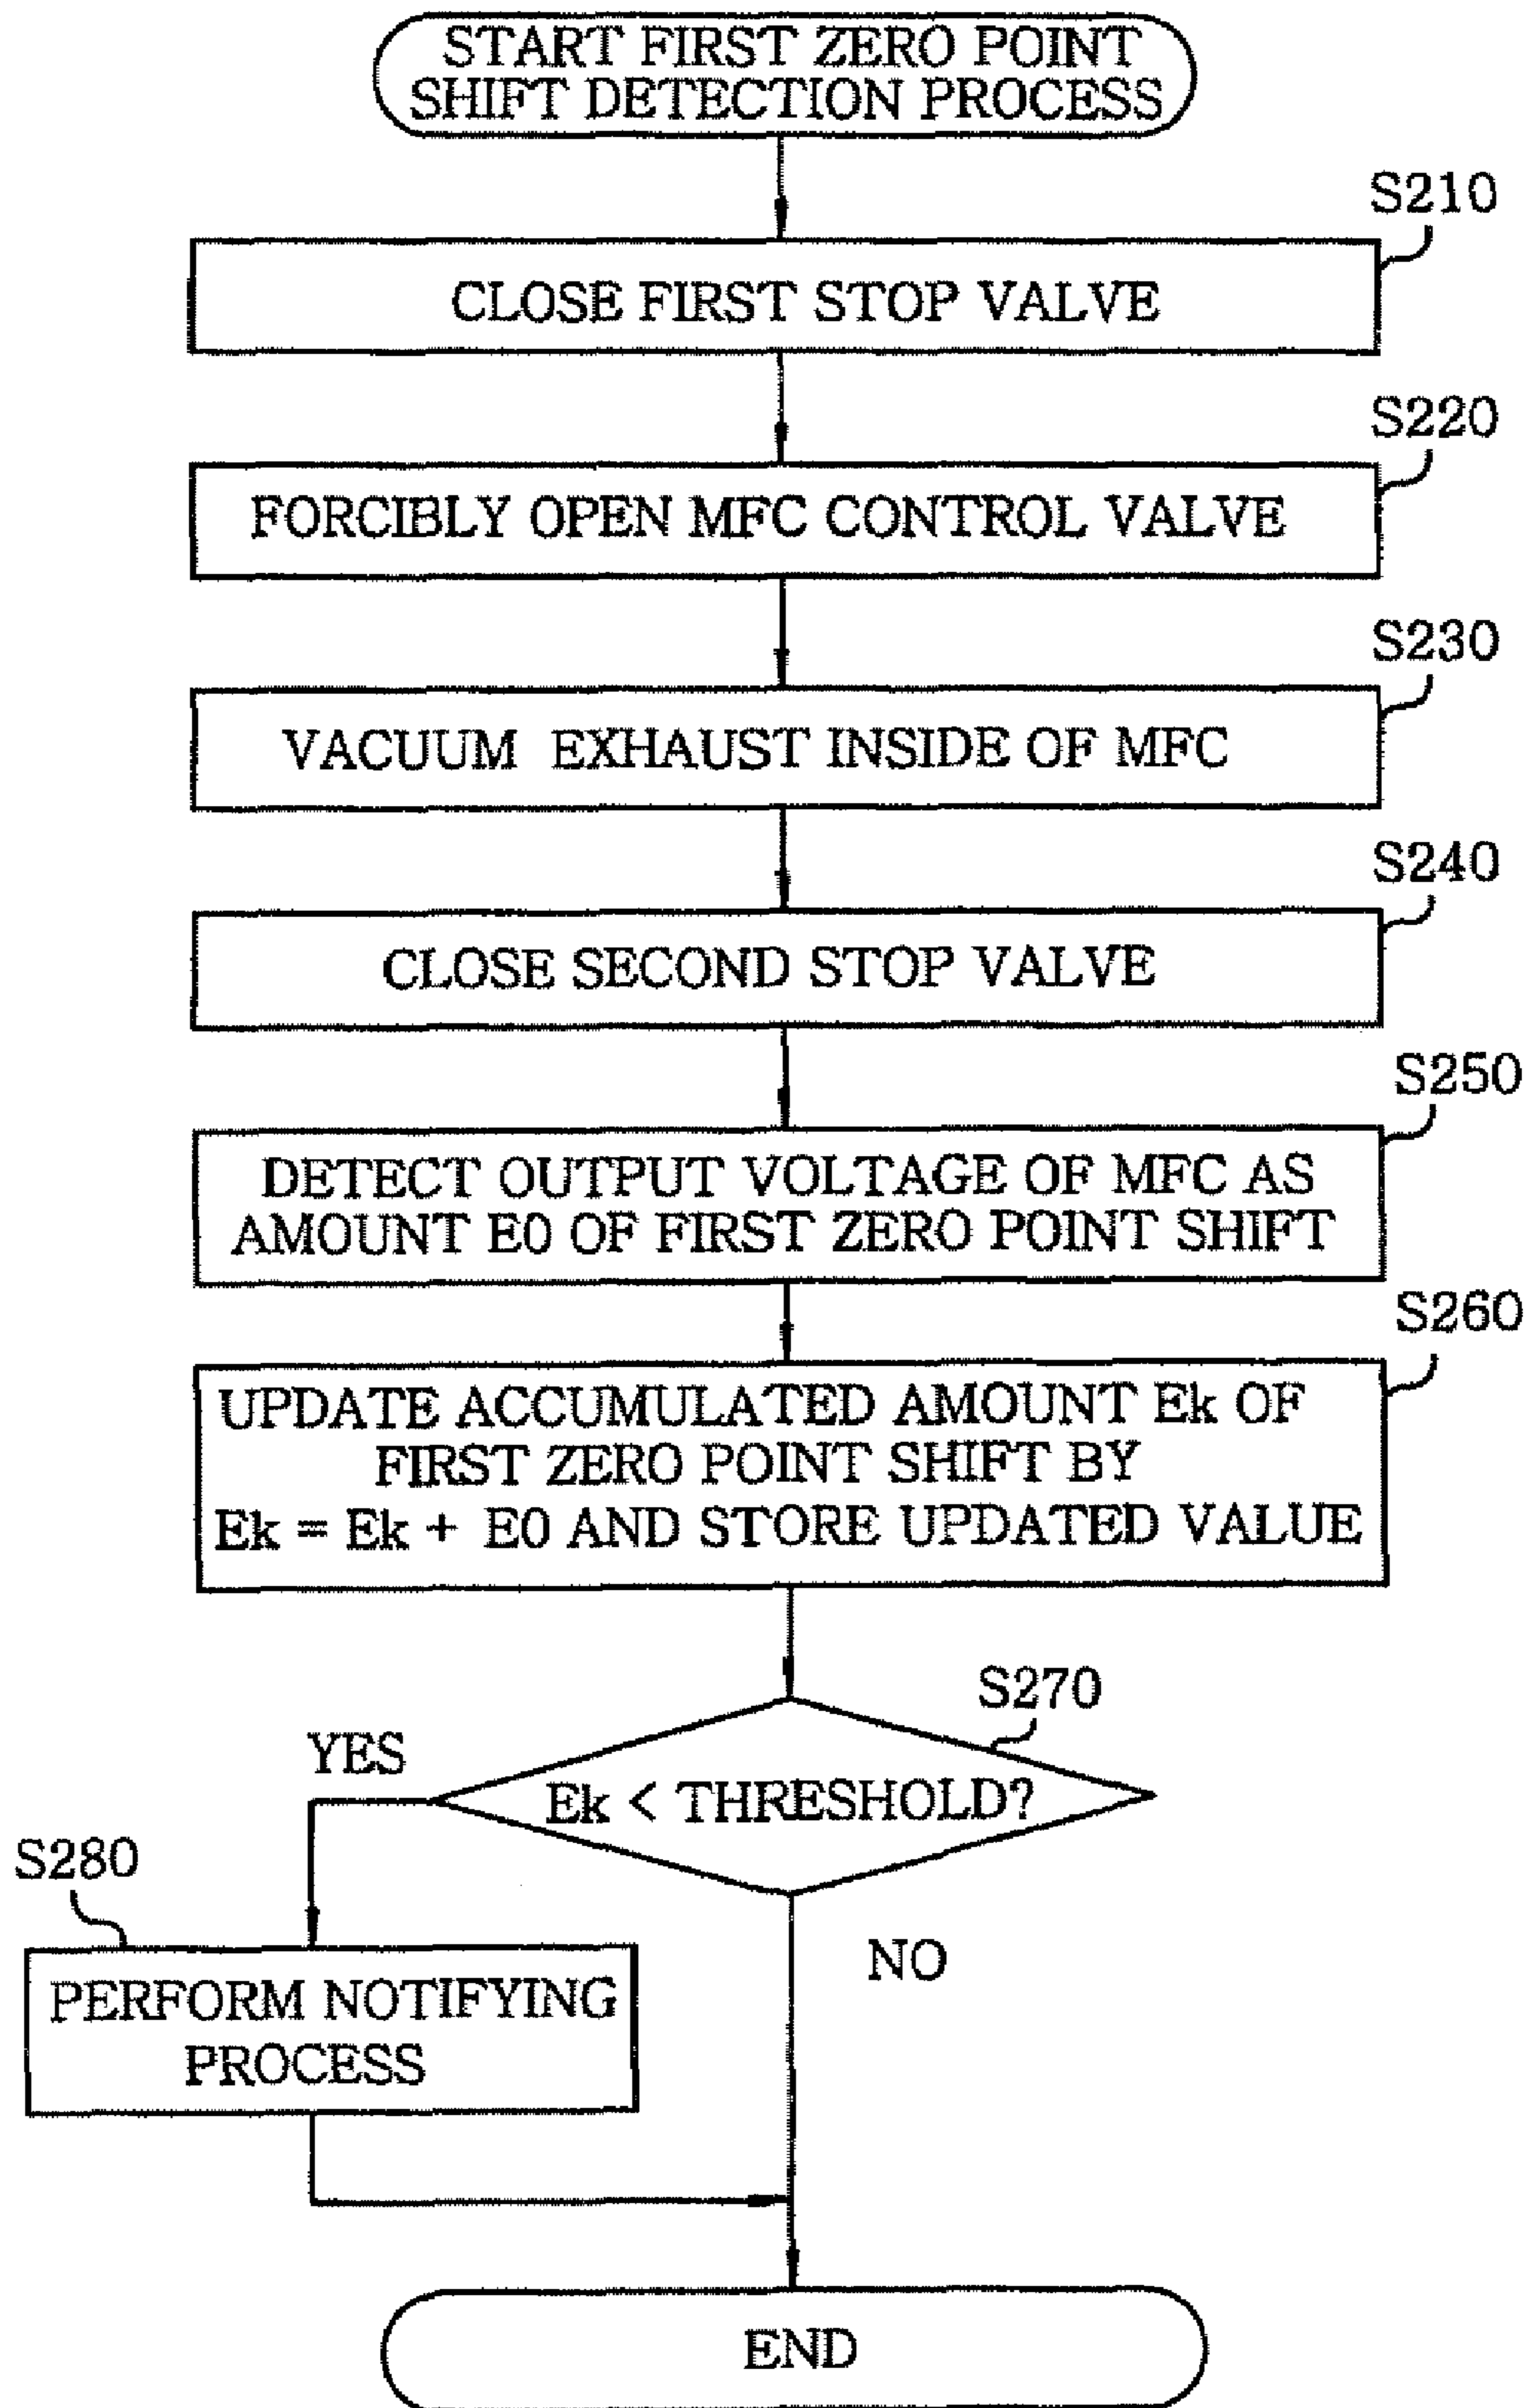 START FIRST ZERO POINT
SHIFT DETECTION PROCESS
S210
CLOSE FIRST STOP VALVE
S220
FORCIBLY OPEN MFC CONTROL VALVE
S230
VACUUM EXHAUST INSIDE OF MFC
S240
CLOSE SECOND STOP VALVE
S250
DETECT OUTPUT VOLTAGE OF MFC AS
AMOUNT E0 OF FIRST ZERO POINT SHIFT
S260
UPDATE ACCUMULATED AMOUNT Ek OF
FIRST ZERO POINT SHIFT BY
Ek = Ek + E0 AND STORE UPDATED VALUE
S270
YES
Ek < THRESHOLD?
S280
NO
PERFORM NOTIFYING
PROCESS
END